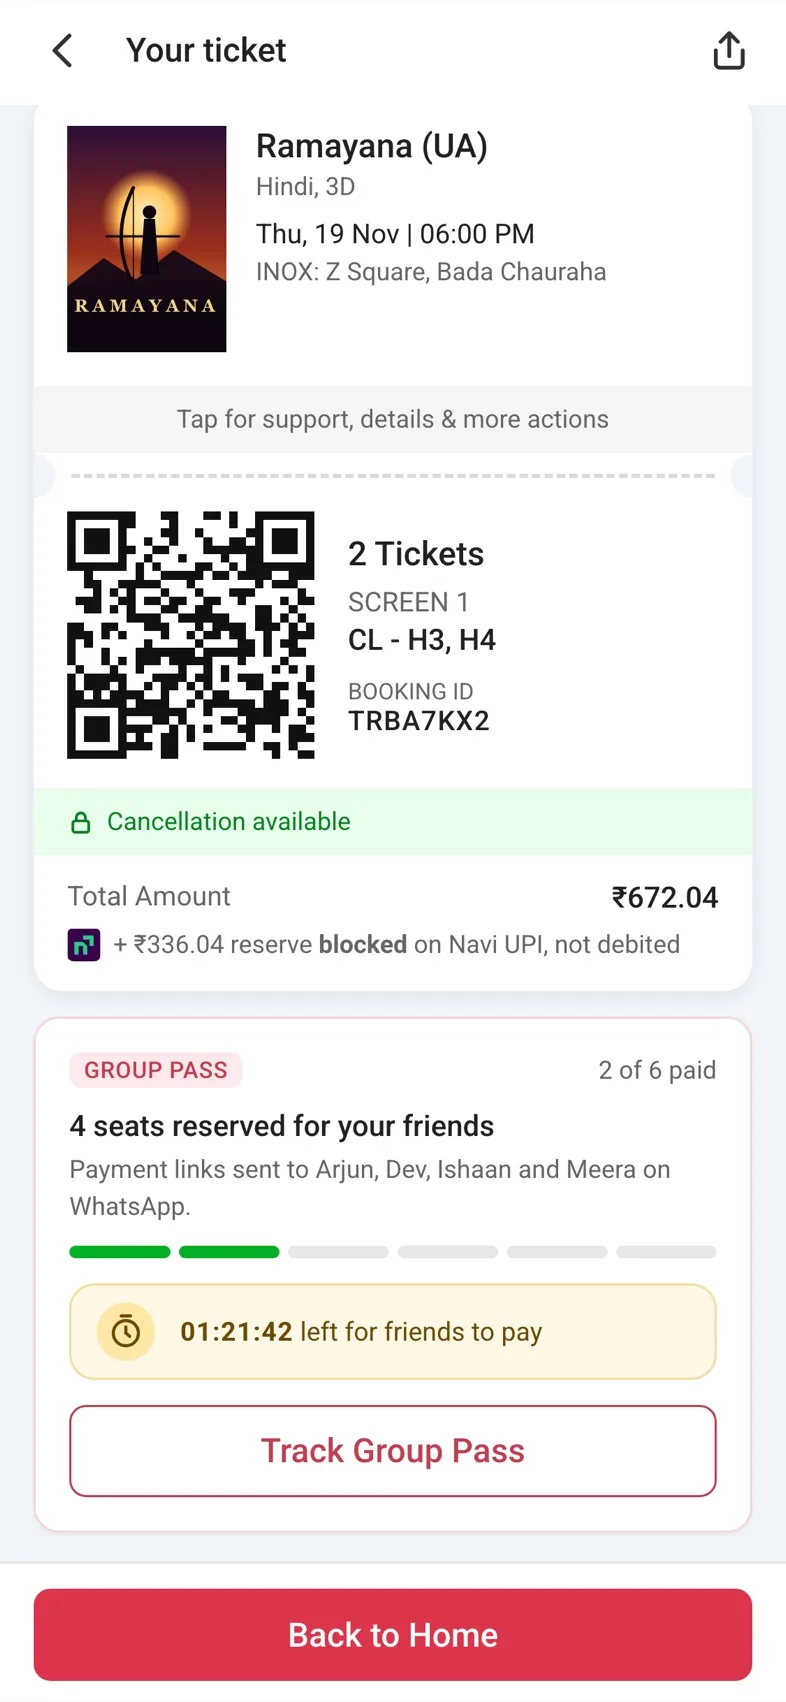 Your ticket
RAMAYANA
Ramayana (UA)
Hindi, 3D
Thu, 19 Nov | 06:00 PM
INOX: Z Square, Bada Chauraha
Tap for support, details & more actions
2 Tickets
SCREEN 1
CL - H3, H4
BOOKING ID
TRBA7KX2
Cancellation available
Total Amount ₹672.04
+ ₹336.04 reserve blocked on Navi UPI, not debited
GROUP PASS 2 of 6 paid
4 seats reserved for your friends
Payment links sent to Arjun, Dev, Ishaan and Meera on
WhatsApp.
01:21:42 left for friends to pay
Track Group Pass
Back to Home